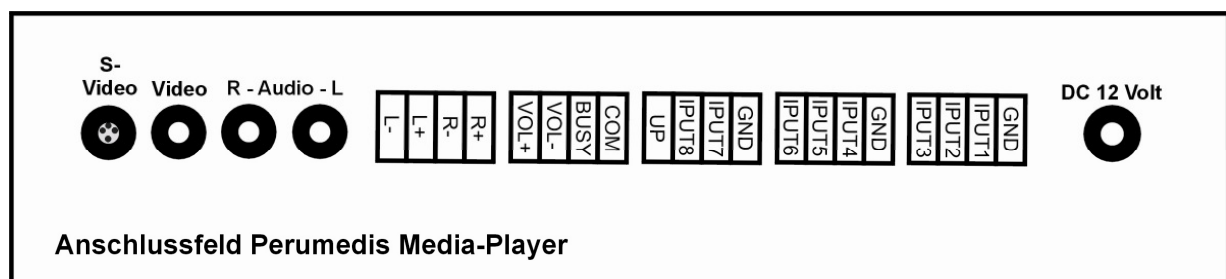 S-
Video
Video
R - Audio - L
L-
L+
R-
R+
VOL+
VOL-
BUSY
COM
UP
IPUT8
IPUT7
GND
IPUT6
IPUT5
IPUT4
GND
IPUT3
IPUT2
IPUT1
GND
DC 12 Volt
Anschlussfeld Perumedis Media-Player